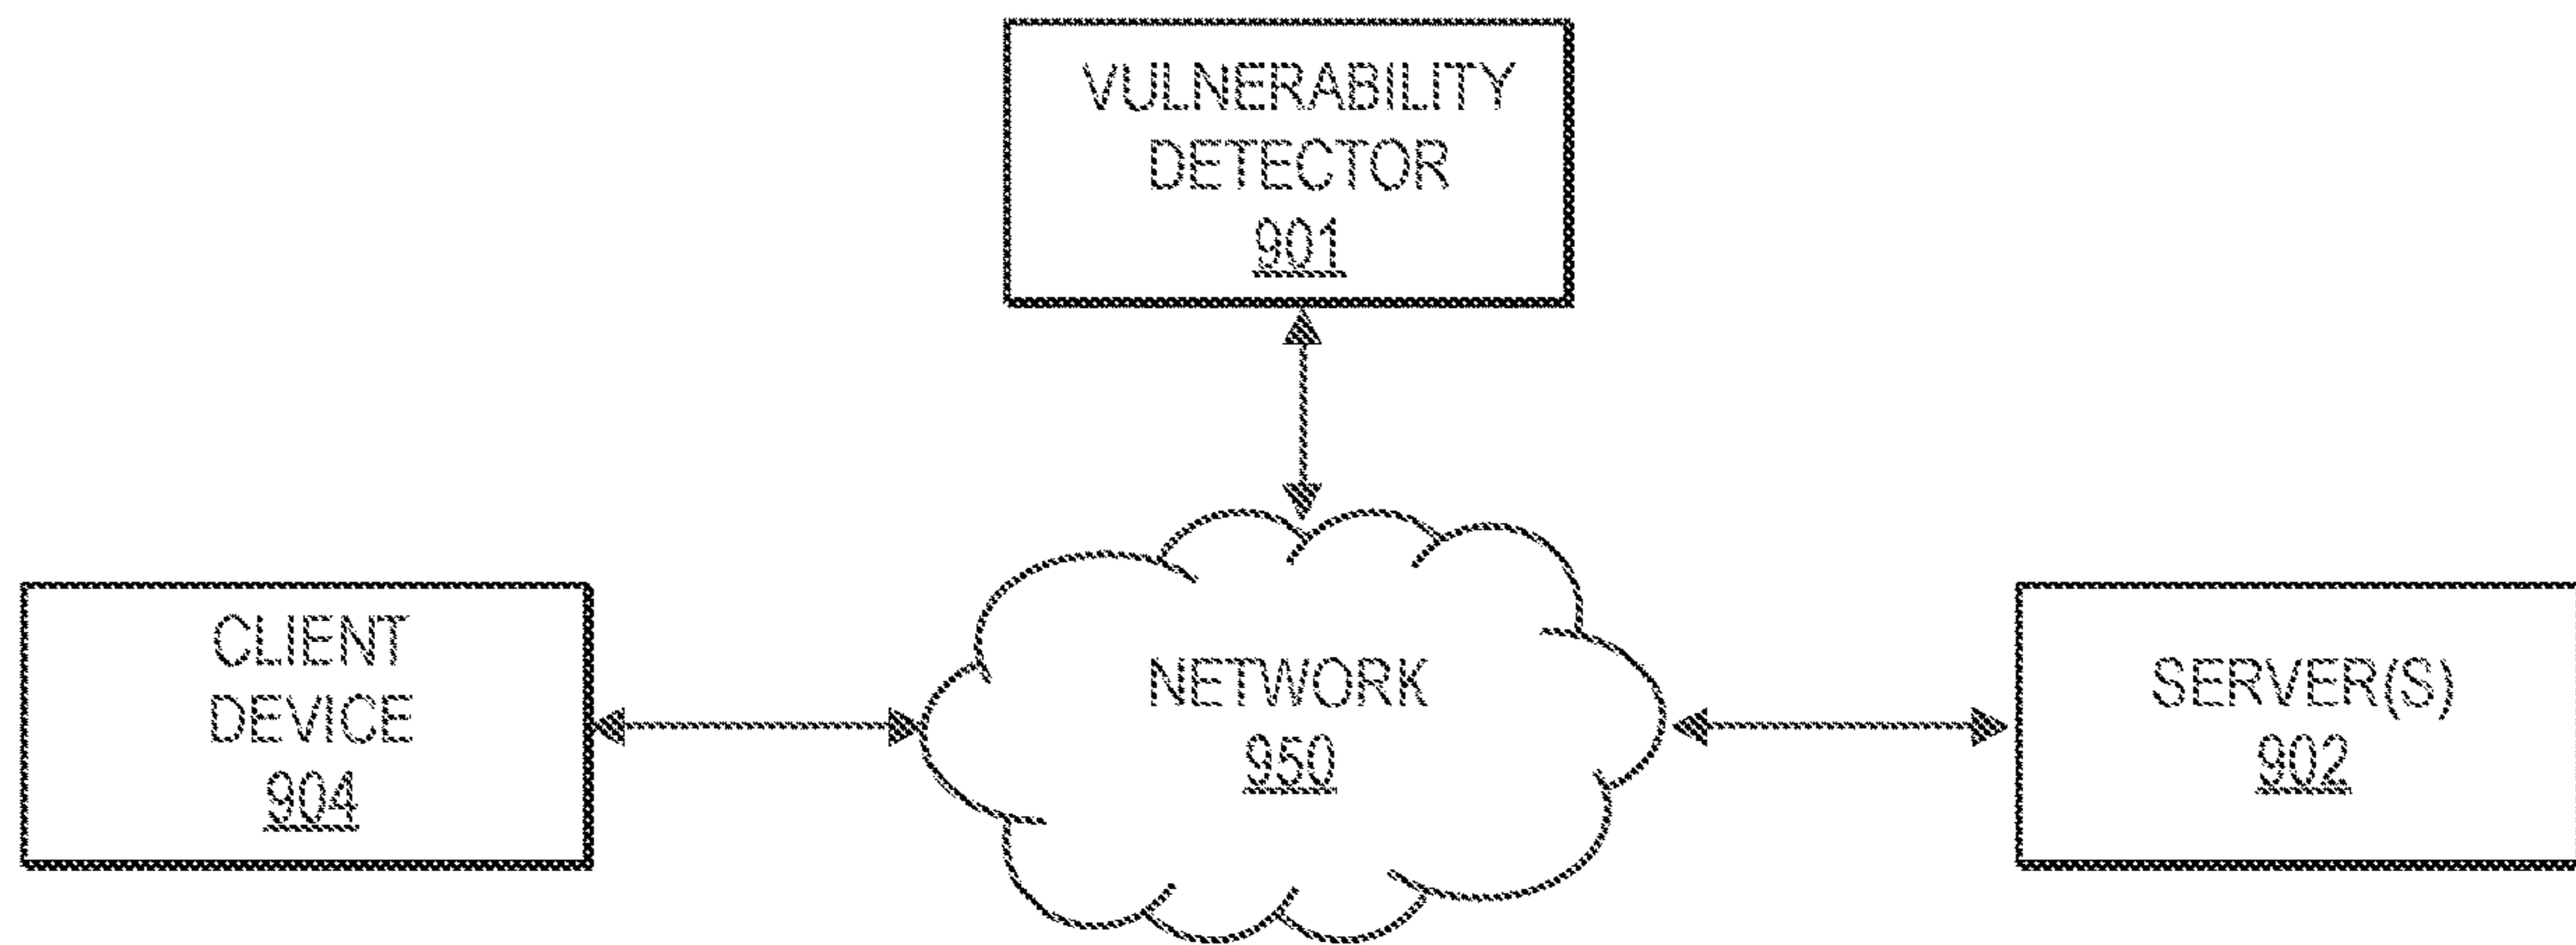 VULNERABILITY
DETECTOR
901
CLIENT
DEVICE
904
NETWORK
950
SERVER(S)
902